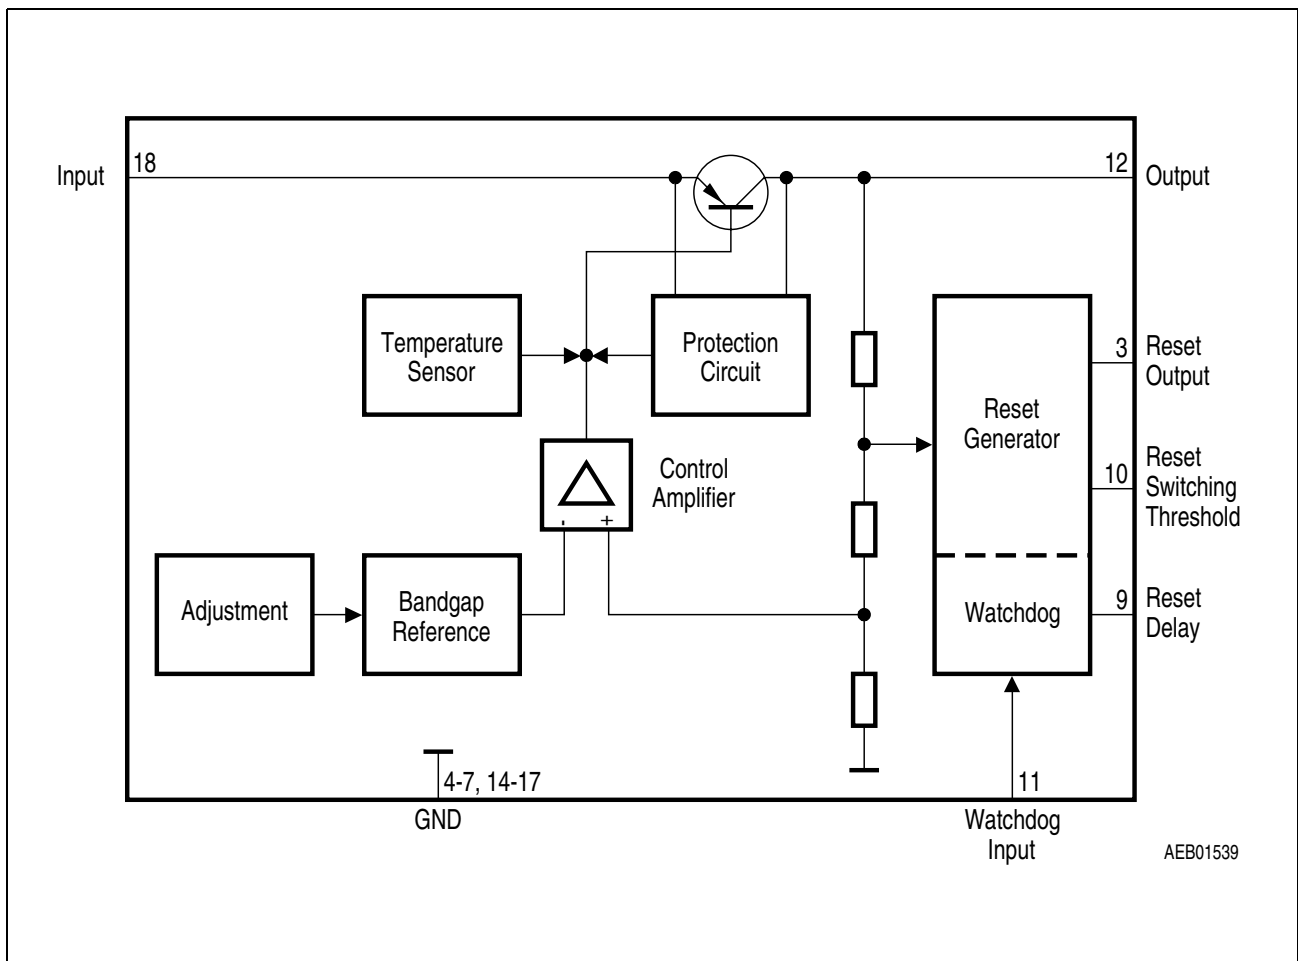 18
12
Input
Output
Temperature
Sensor
Protection
Circuit
3
Reset
Output
Reset
Generator
Control
Amplifier
10
Reset
Switching
Threshold
- +
Adjustment
Bandgap
Reference
Watchdog
9
Reset
Delay
4-7, 14-17
11
GND
Watchdog
Input
AEB01539